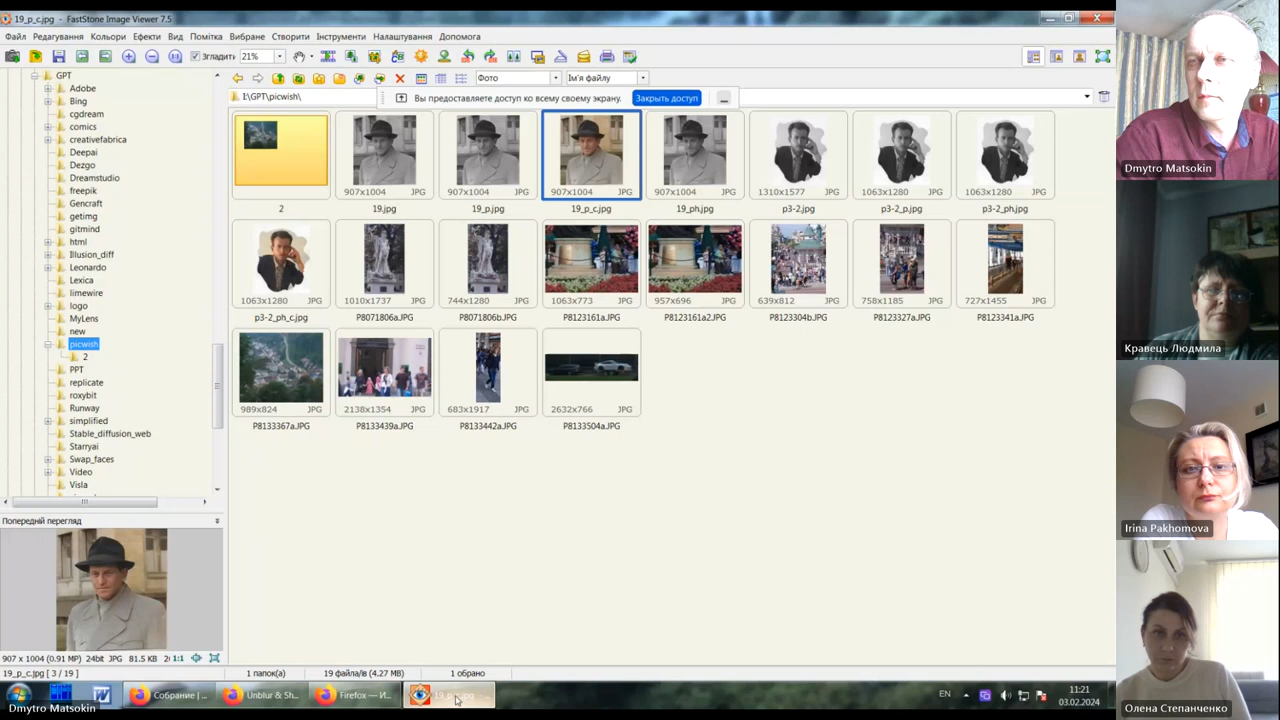 19_p_c.jpg - FastStone Image Viewer 7.5
Файл Редагування Кольори Ефекти Вид Помітка Вибране Створити Інструменти Налаштування Допомога
Згладити 21%
Фото Ім'я файлу
I:\GPT\picwish\
Вы предоставляете доступ ко всему своему экрану. Закрыть доступ
GPT
Adobe
Bing
cgdream
comics
creativefabrica
Deepai
Dezgo
Dreamstudio
freepik
Gencraft
getimg
gitmind
html
Illusion_diff
Leonardo
Lexica
limewire
logo
MyLens
new
picwish
2
PPT
replicate
roxybit
Runway
simplified
Stable_diffusion_web
Starryai
Swap_faces
Video
Visla
907x1004 JPG 907x1004 JPG 907x1004 JPG 907x1004 JPG 1310x1577 JPG 1063x1280 JPG 1063x1280 JPG
2 19.jpg 19_p.jpg 19_p_c.jpg 19_ph.jpg p3-2.jpg p3-2_p.jpg p3-2_ph.jpg
1063x1280 JPG 1010x1737 JPG 744x1280 JPG 1063x773 JPG 957x696 JPG 639x812 JPG 758x1185 JPG 727x1455 JPG
p3-2_ph_c.jpg P8071806a.JPG P8071806b.JPG P8123161a.JPG P8123161a2.JPG P8123304b.JPG P8123327a.JPG P8123341a.JPG
989x824 JPG 2138x1354 JPG 683x1917 JPG 2632x766 JPG
P8133367a.JPG P8133439a.JPG P8133442a.JPG P8133504a.JPG
Попередній перегляд
907 x 1004 (0.91 MP) 24bit JPG 81.5 KB 1:1
1 папок(а) 19 файла/ів (4.27 MB) 1 обрано
19_p_c.jpg [ 3 / 19 ]
Собрание | ... Unblur & Sh... Firefox — И...
EN 11:21
03.02.2024
Dmytro Matsokin
Dmytro Matsokin
Кравець Людмила
Irina Pakhomova
Олена Степанченко